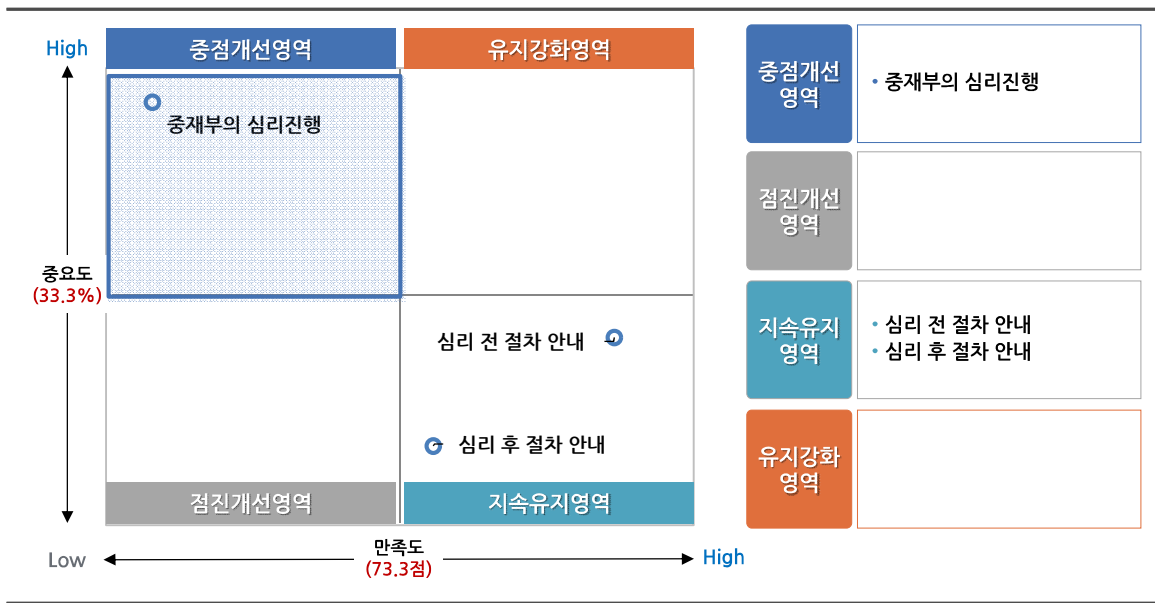 High
중점개선영역
유지강화영역
중재부의 심리진행
중요도
(33.3%)
심리 전 절차 안내
심리 후 절차 안내
점진개선영역
지속유지영역
Low
만족도
(73.3점)
High
중점개선
영역
• 중재부의 심리진행
점진개선
영역
지속유지
영역
• 심리 전 절차 안내
• 심리 후 절차 안내
유지강화
영역